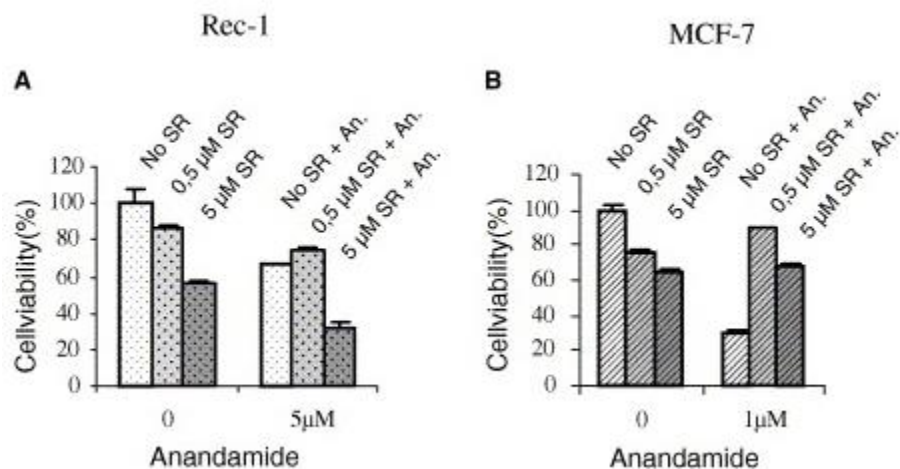 Rec-1
A
No SR
0,5 µM SR
5 µM SR
No SR + An.
0,5 µM SR + An.
5 µM SR + An.
Cellviability(%)
120
100
80
60
40
20
0
0
5µM
Anandamide
MCF-7
B
No SR
0,5 µM SR
5 µM SR
No SR + An.
0,5 µM SR + An.
5 µM SR + An.
Cellviability(%)
120
100
80
60
40
20
0
0
1µM
Anandamide